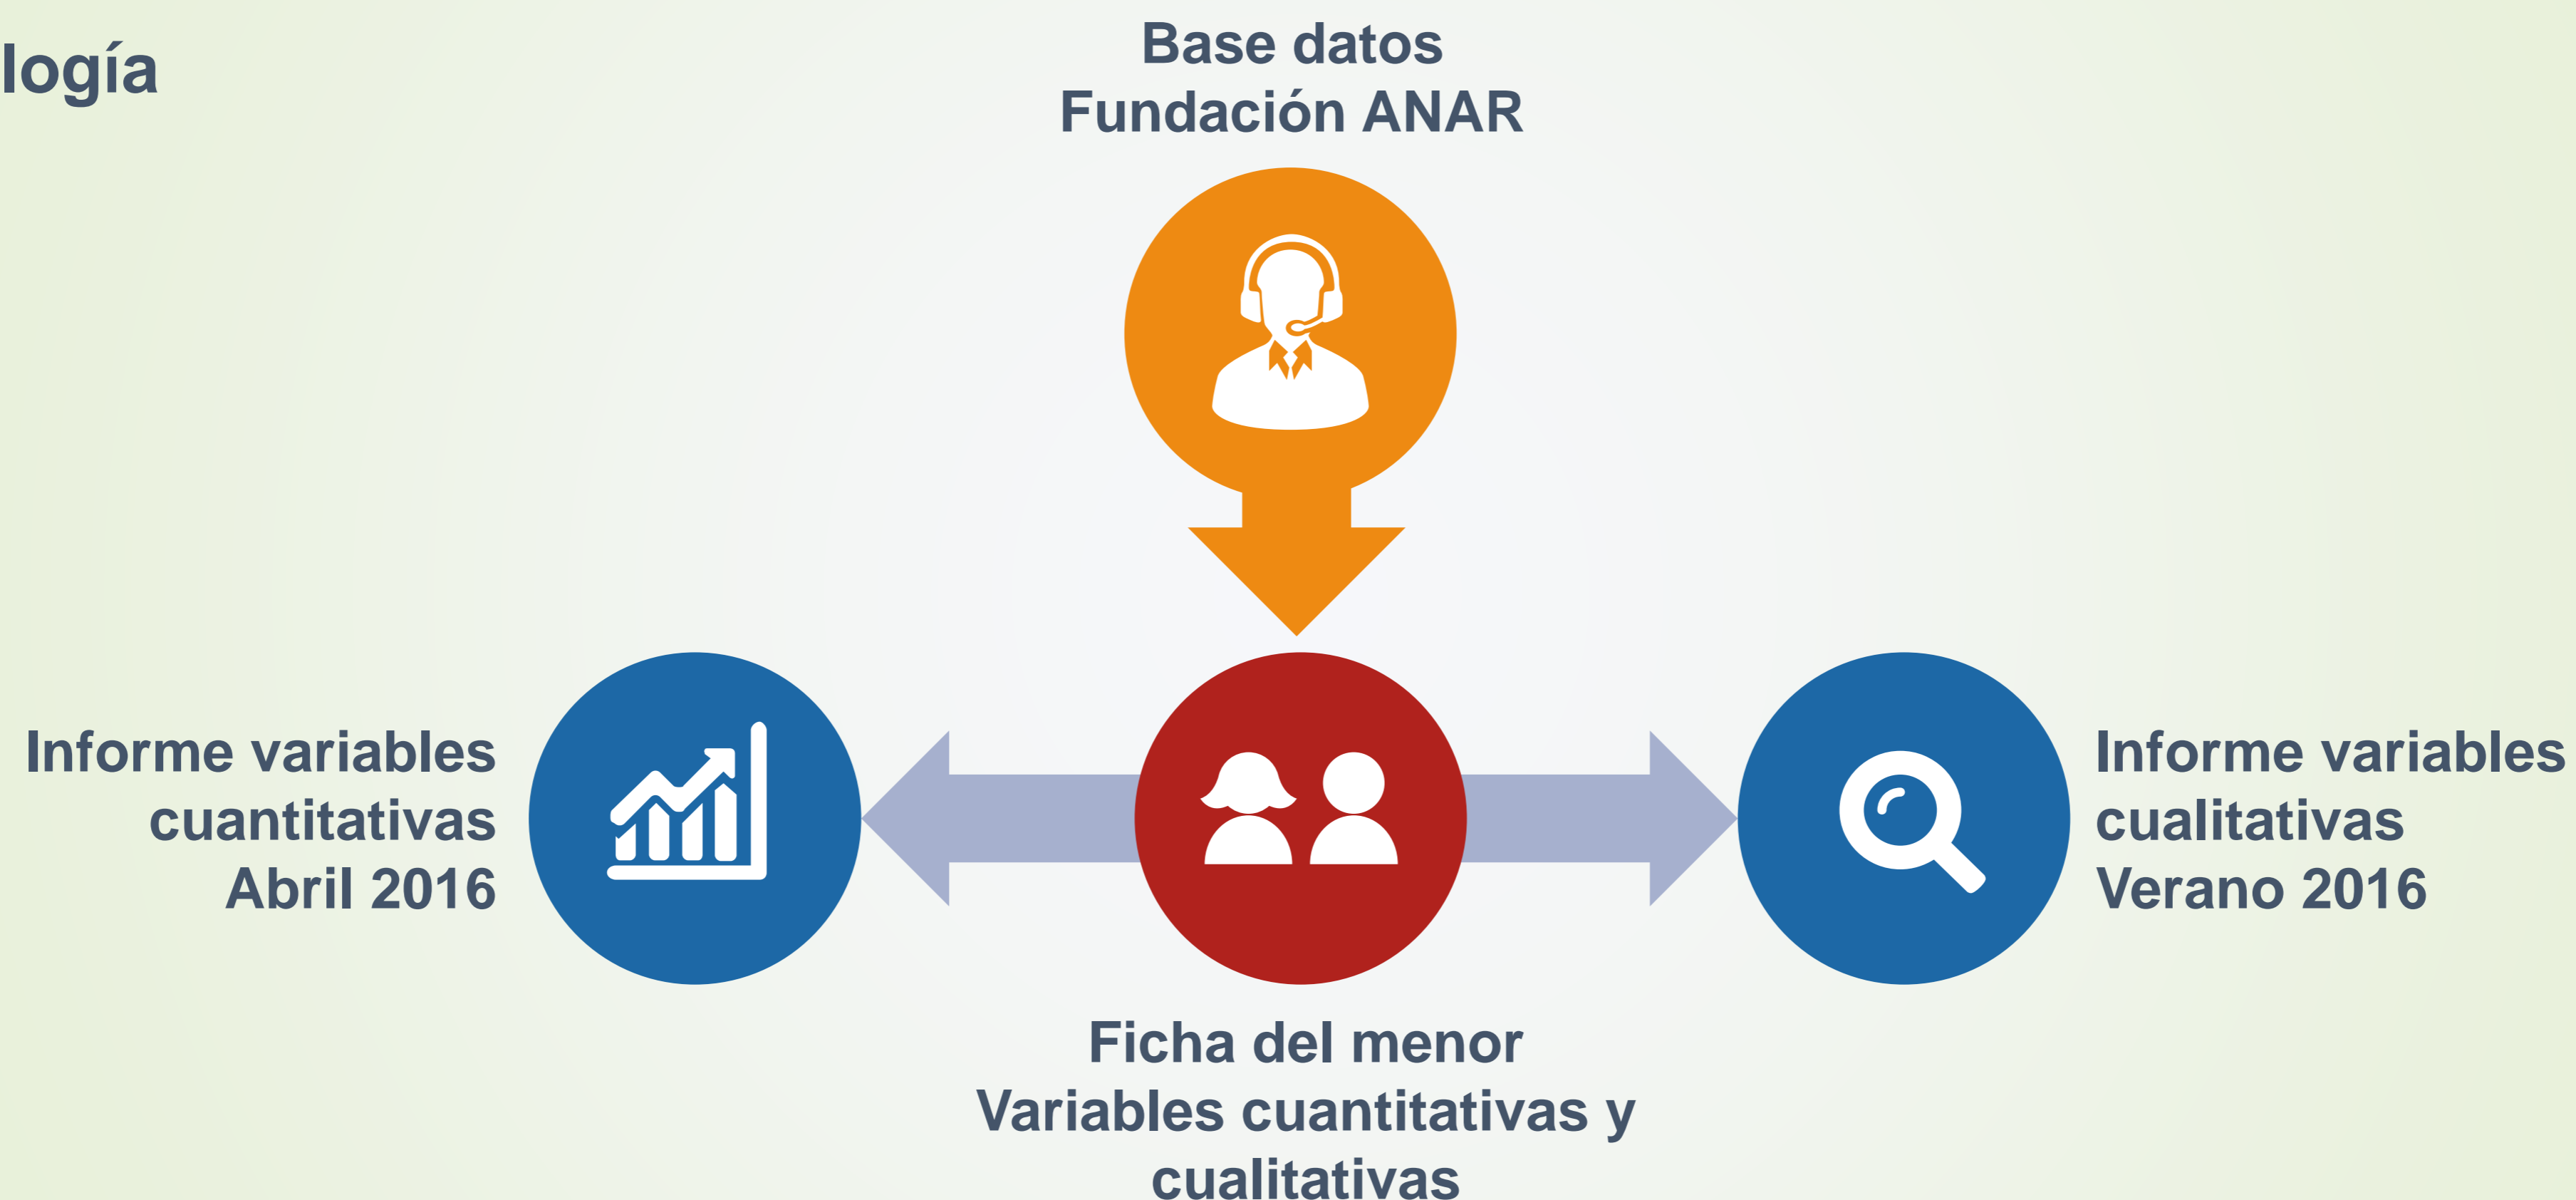 logía
Base datos
Fundación ANAR
Informe variables
cuantitativas
Abril 2016
Informe variables
cualitativas
Verano 2016
Ficha del menor
Variables cuantitativas y
cualitativas